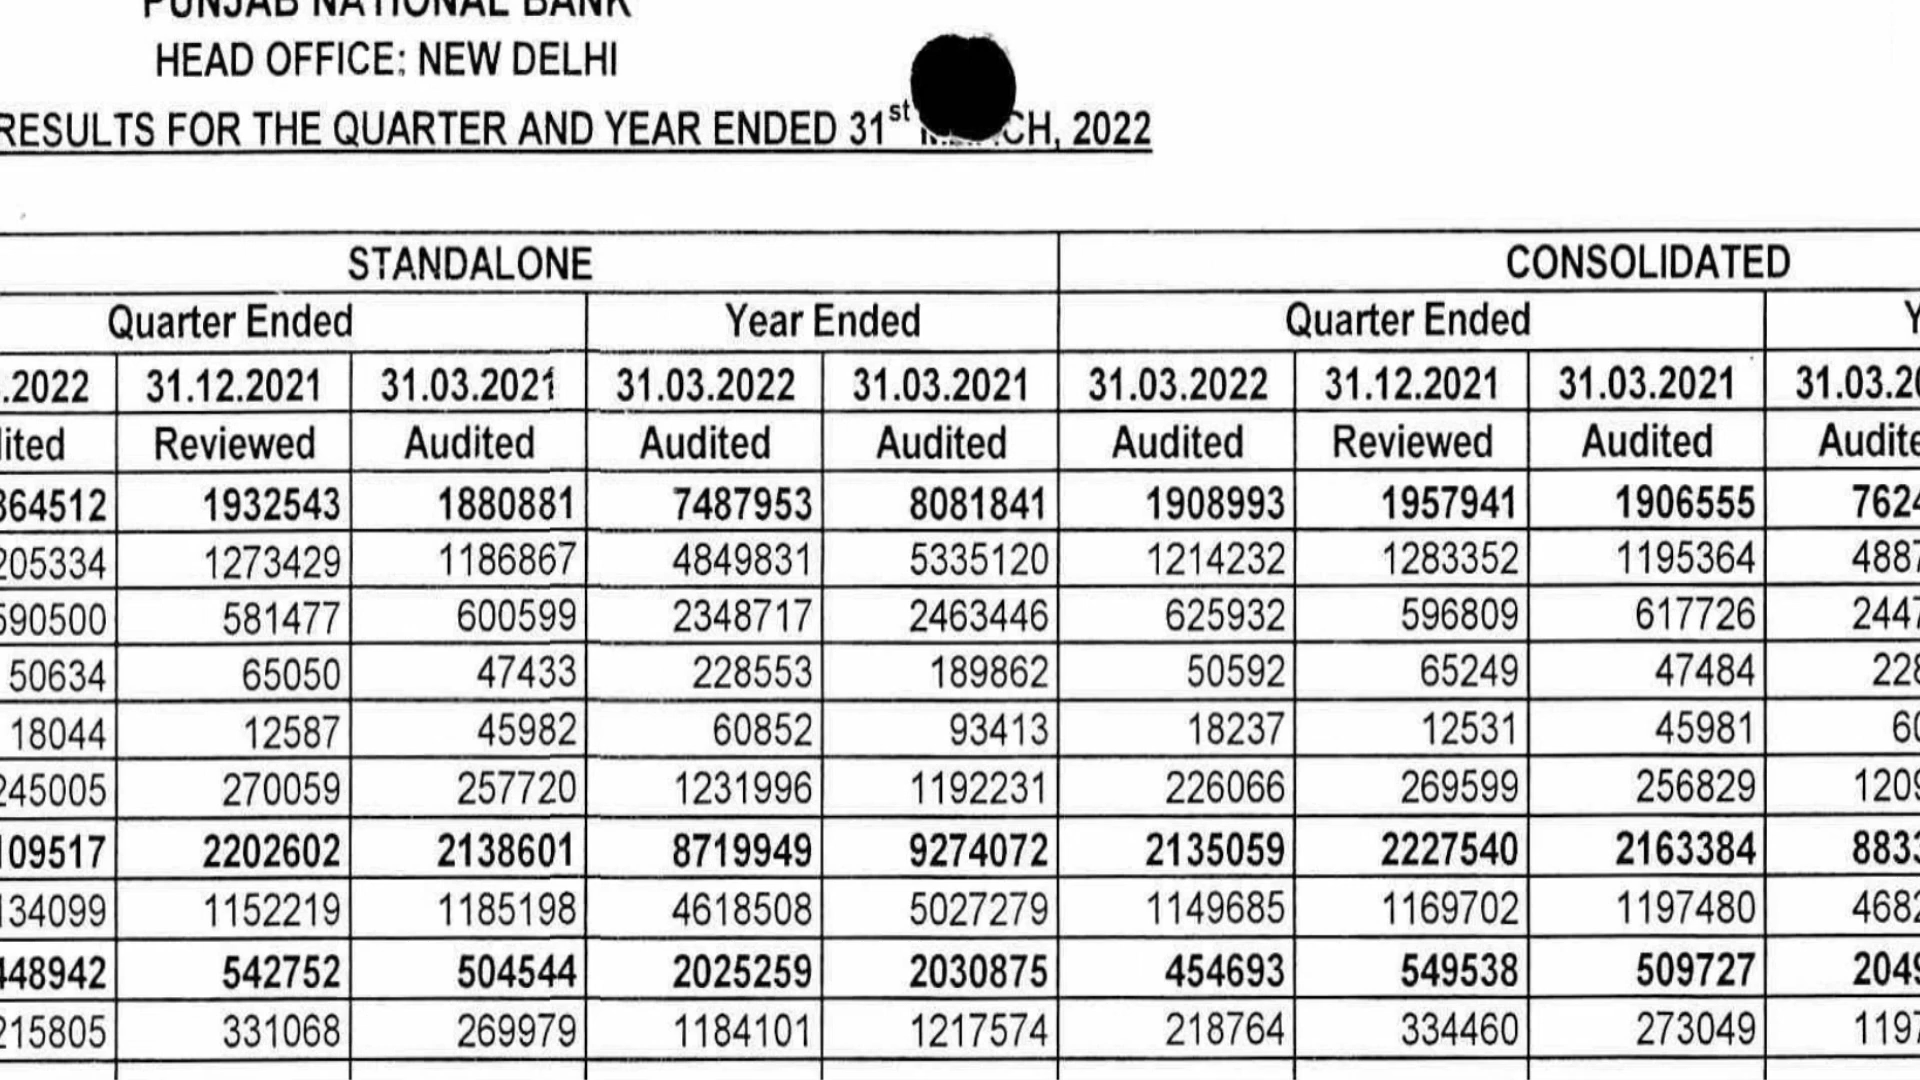 PUNJAB NATIONAL BANK
HEAD OFFICE: NEW DELHI
RESULTS FOR THE QUARTER AND YEAR ENDED 31st CH, 2022
STANDALONE CONSOLIDATED
Quarter Ended Year Ended Quarter Ended Y
.2022 31.12.2021 31.03.2021 31.03.2022 31.03.2021 31.03.2022 31.12.2021 31.03.2021 31.03.20
dited Reviewed Audited Audited Audited Audited Reviewed Audited Audite
864512 1932543 1880881 7487953 8081841 1908993 1957941 1906555 7624
205334 1273429 1186867 4849831 5335120 1214232 1283352 1195364 4887
590500 581477 600599 2348717 2463446 625932 596809 617726 2447
50634 65050 47433 228553 189862 50592 65249 47484 228
18044 12587 45982 60852 93413 18237 12531 45981 60
245005 270059 257720 1231996 1192231 226066 269599 256829 1209
109517 2202602 2138601 8719949 9274072 2135059 2227540 2163384 8833
134099 1152219 1185198 4618508 5027279 1149685 1169702 1197480 4682
448942 542752 504544 2025259 2030875 454693 549538 509727 2049
215805 331068 269979 1184101 1217574 218764 334460 273049 1197